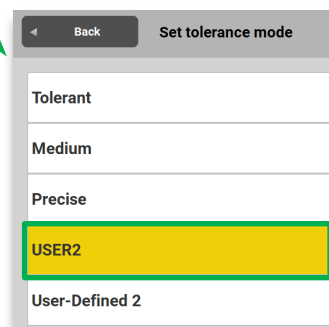 Back
Set tolerance mode
Tolerant
Medium
Precise
USER2
User-Defined 2